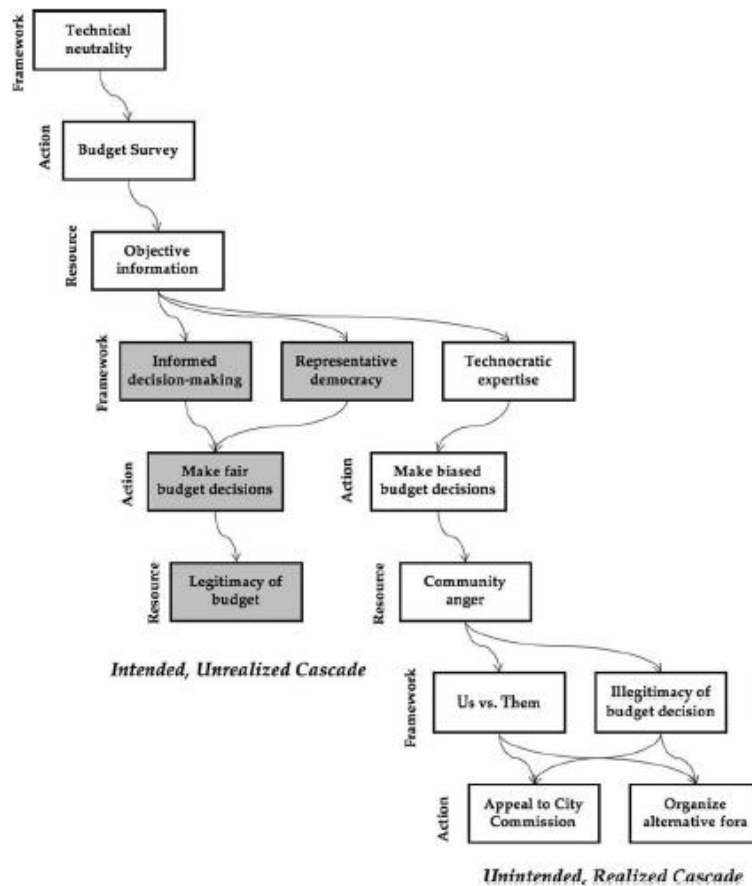 Framework
Technical
neutrality
Action
Budget Survey
Resource
Objective
information
Framework
Informed
decision-making
Representative
democracy
Technocratic
expertise
Action
Make fair
budget decisions
Action
Make biased
budget decisions
Resource
Legitimacy of
budget
Resource
Community
anger
Intended, Unrealized Cascade
Framework
Us vs. Them
Illegitimacy of
budget decision
Action
Appeal to City
Commission
Organize
alternative fora
Unintended, Realized Cascade